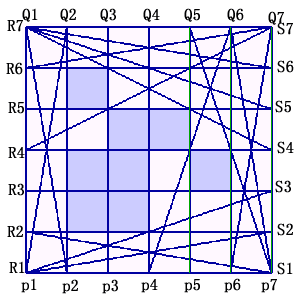 Q1 Q2 Q3 Q4 Q5 Q6 Q7
R7 S7
R6 S6
R5 S5
R4 S4
R3 S3
R2 S2
R1 S1
p1 p2 p3 p4 p5 p6 p7